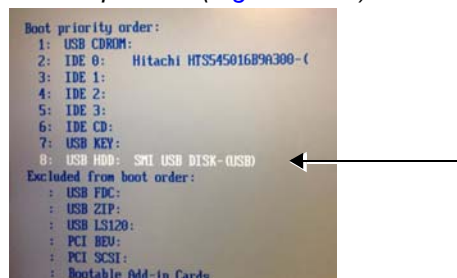 Boot priority order:
1: USB CDROM:
2: IDE 0: Hitachi HTS545016B9A300-(
3: IDE 1:
4: IDE 2:
5: IDE 3:
6: IDE CD:
7: USB KEY:
8: USB HDD: SMI USB DISK-(USB)
Excluded from boot order:
: USB FDC:
: USB ZIP:
: USB LS120:
: PCI BEV:
: PCI SCSI:
: Bootable Add-in Cards